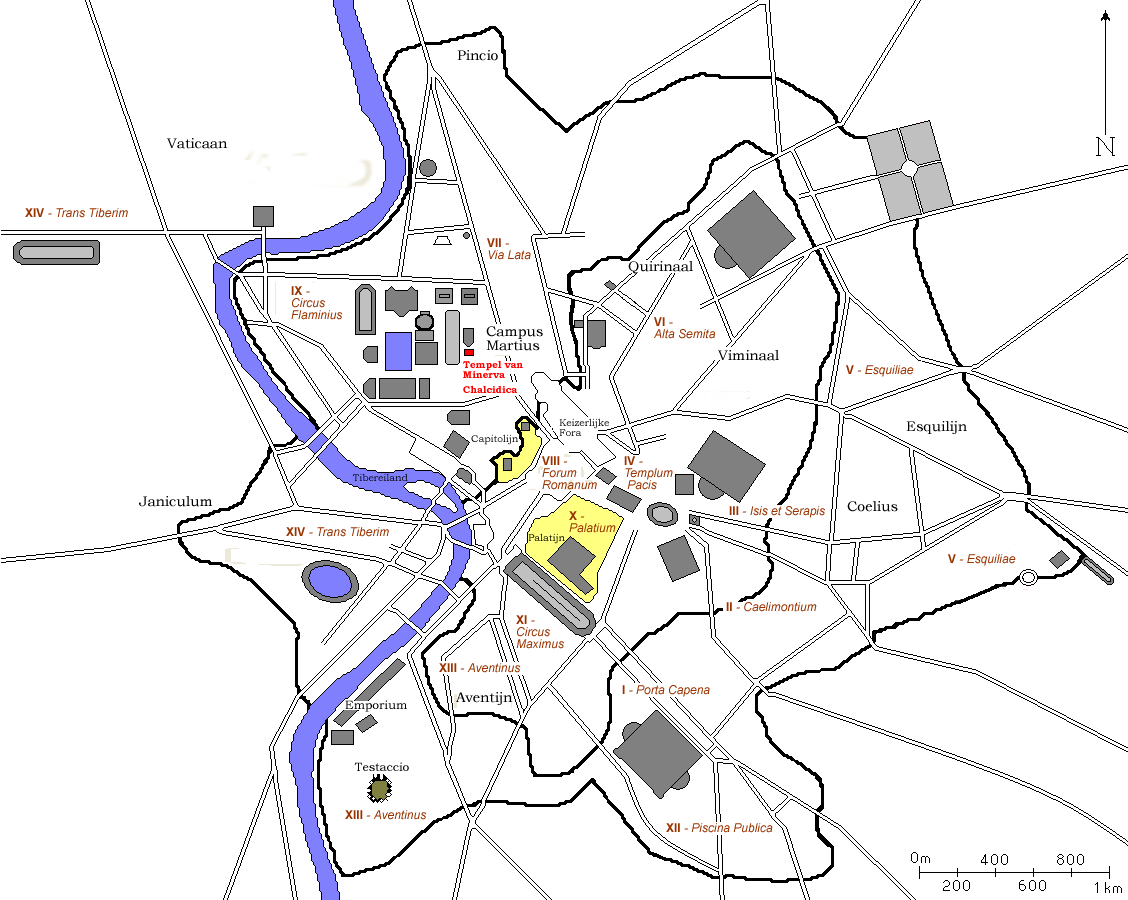 Pincio
N
Vaticaan
XIV - Trans Tiberim
VII -
Via Lata
Quirinaal
IX -
Circus
Flaminius
VI -
Alta Semita
Campus
Martius
Viminaal
Tempel van
Minerva
Chalcidica
V - Esquiliae
Keizerlijke
Fora
Esquilijn
Capitolijn
VIII -
Forum
Romanum
IV -
Templum
Pacis
Tibereiland
Janiculum
III - Isis et Serapis
Coelius
X -
Palatium
XIV - Trans Tiberim
Palatijn
V - Esquiliae
II - Caelimontium
XI -
Circus
Maximus
XIII - Aventinus
Aventijn
I - Porta Capena
Emporium
Testaccio
XIII - Aventinus
XII - Piscina Publica
0m 400 800
200 600 1km